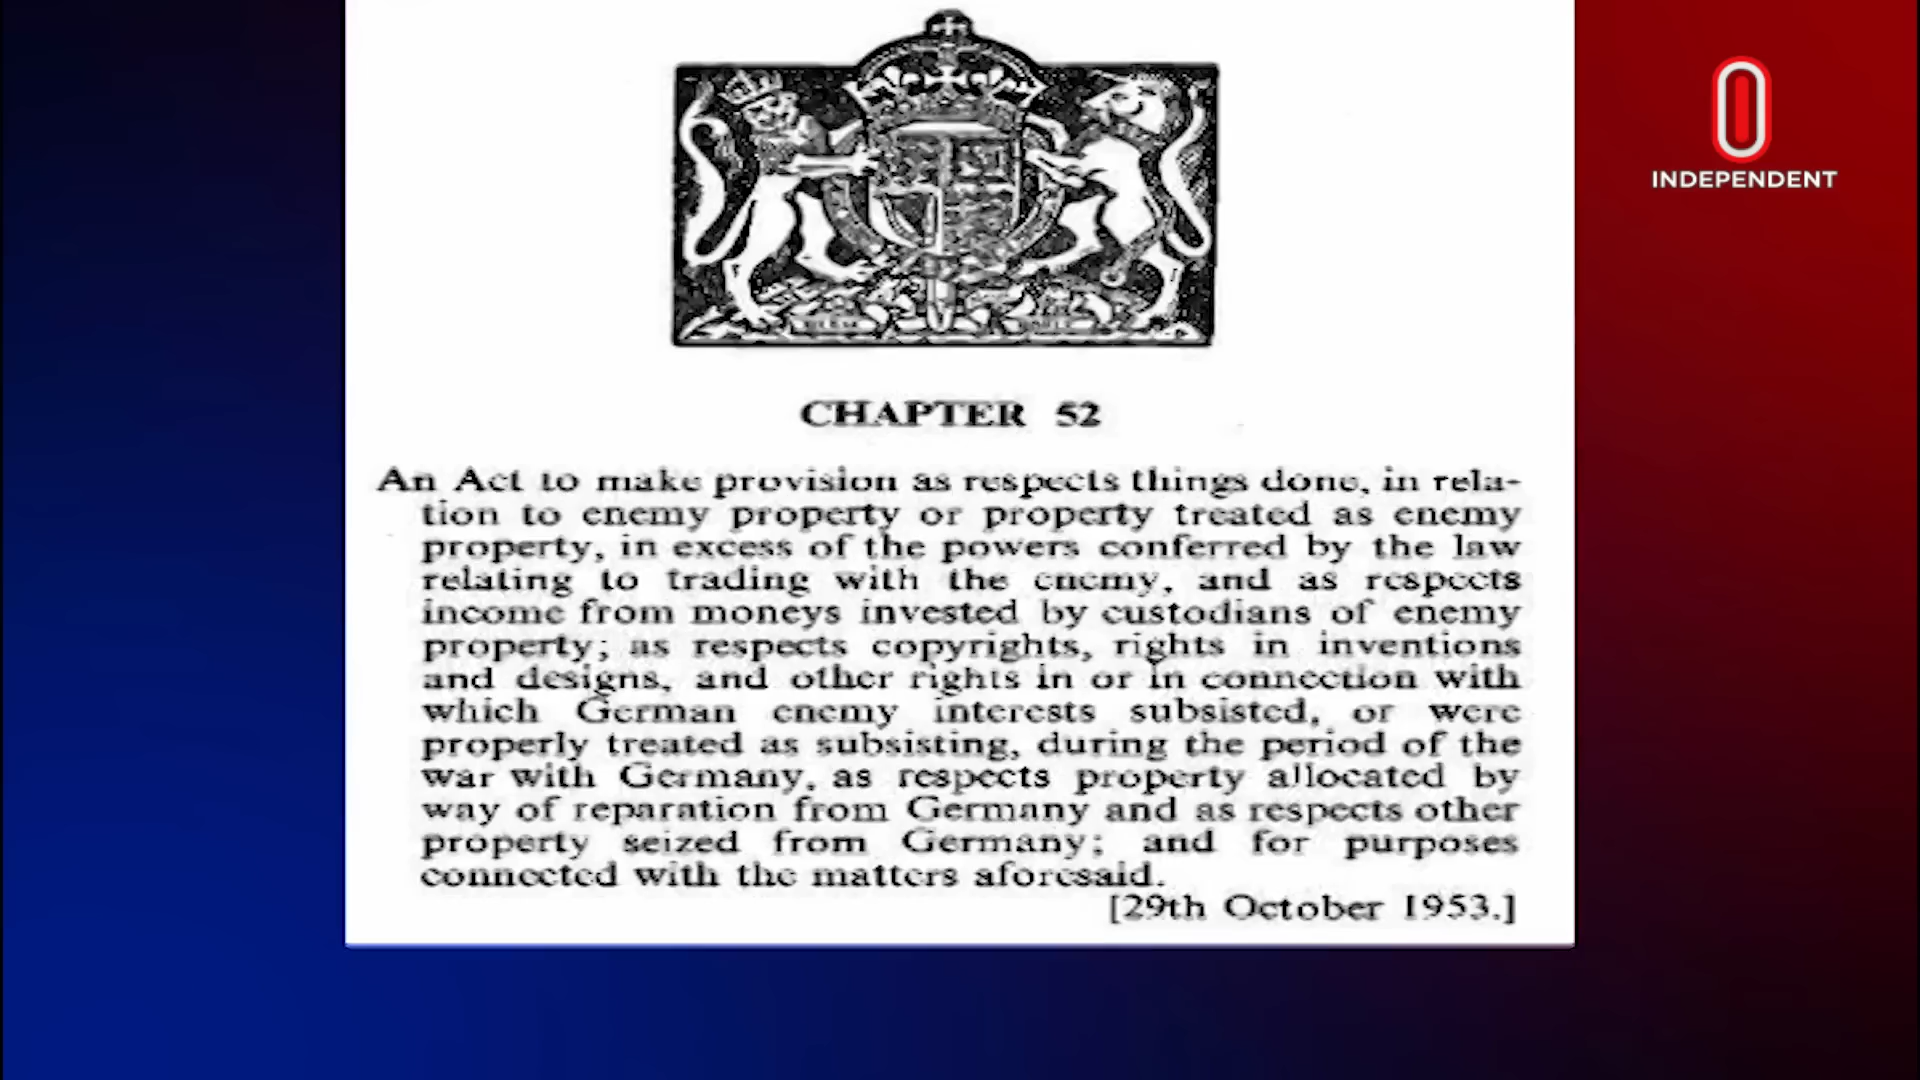 INDEPENDENT
CHAPTER 52
An Act to make provision as respects things done, in rela-
tion to enemy property or property treated as enemy
property, in excess of the powers conferred by the law
relating to trading with the enemy, and as respects
income from moneys invested by custodians of enemy
property; as respects copyrights, rights in inventions
and designs, and other rights in or in connection with
which German enemy interests subsisted, or were
properly treated as subsisting, during the period of the
war with Germany, as respects property allocated by
way of reparation from Germany and as respects other
property seized from Germany; and for purposes
connected with the matters aforesaid.
[29th October 1953.]